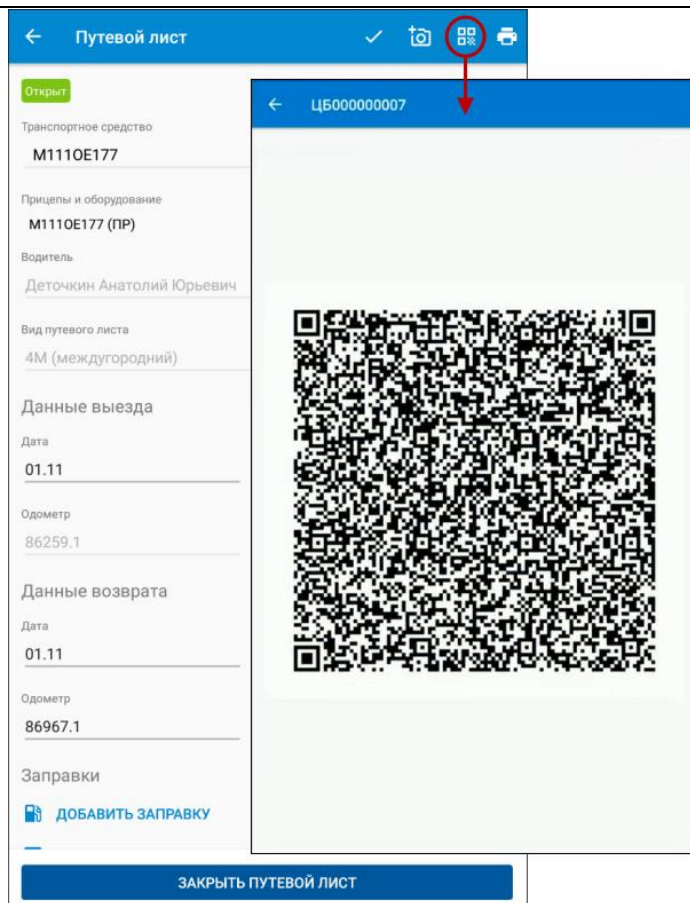 Путевой лист
Открыт
Транспортное средство
М111ОЕ177
Прицепы и оборудование
М111ОЕ177 (ПР)
Водитель
Деточкин Анатолий Юрьевич
Вид путевого листа
4М (междугородний)
Данные выезда
Дата
01.11
Одометр
86259.1
Данные возврата
Дата
01.11
Одометр
86967.1
Заправки
ДОБАВИТЬ ЗАПРАВКУ
ЗАКРЫТЬ ПУТЕВОЙ ЛИСТ
ЦБ000000007